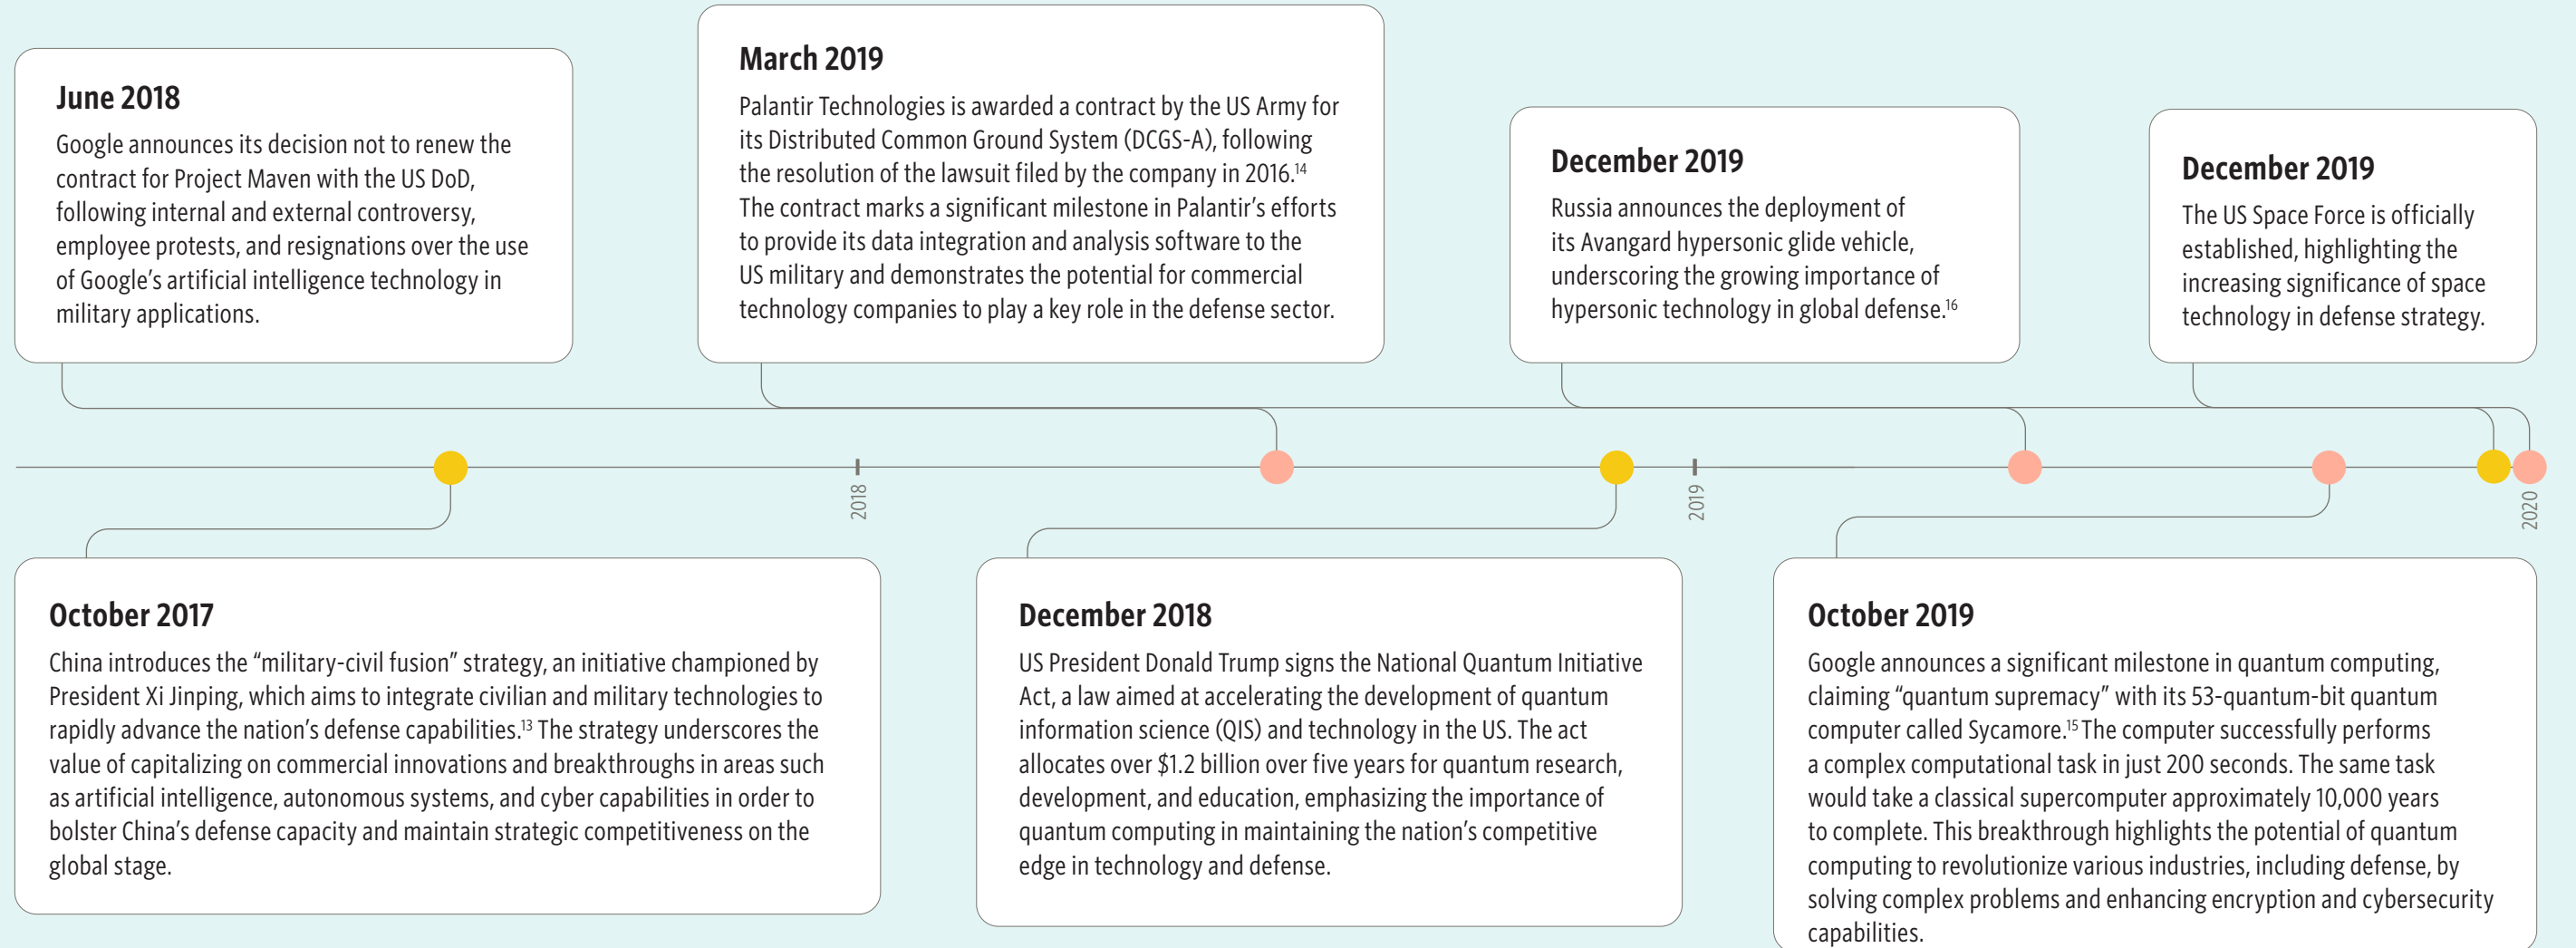 June 2018
Google announces its decision not to renew the
contract for Project Maven with the US DoD,
following internal and external controversy,
employee protests, and resignations over the use
of Google’s artificial intelligence technology in
military applications.
March 2019
Palantir Technologies is awarded a contract by the US Army for
its Distributed Common Ground System (DCGS-A), following
the resolution of the lawsuit filed by the company in 2016.14
The contract marks a significant milestone in Palantir’s efforts
to provide its data integration and analysis software to the
US military and demonstrates the potential for commercial
technology companies to play a key role in the defense sector.
December 2019
Russia announces the deployment of
its Avangard hypersonic glide vehicle,
underscoring the growing importance of
hypersonic technology in global defense.16
December 2019
The US Space Force is officially
established, highlighting the
increasing significance of space
technology in defense strategy.
2018
2019
2020
October 2017
China introduces the “military-civil fusion” strategy, an initiative championed by
President Xi Jinping, which aims to integrate civilian and military technologies to
rapidly advance the nation’s defense capabilities.13 The strategy underscores the
value of capitalizing on commercial innovations and breakthroughs in areas such
as artificial intelligence, autonomous systems, and cyber capabilities in order to
bolster China’s defense capacity and maintain strategic competitiveness on the
global stage.
December 2018
US President Donald Trump signs the National Quantum Initiative
Act, a law aimed at accelerating the development of quantum
information science (QIS) and technology in the US. The act
allocates over $1.2 billion over five years for quantum research,
development, and education, emphasizing the importance of
quantum computing in maintaining the nation’s competitive
edge in technology and defense.
October 2019
Google announces a significant milestone in quantum computing,
claiming “quantum supremacy” with its 53-quantum-bit quantum
computer called Sycamore.15 The computer successfully performs
a complex computational task in just 200 seconds. The same task
would take a classical supercomputer approximately 10,000 years
to complete. This breakthrough highlights the potential of quantum
computing to revolutionize various industries, including defense, by
solving complex problems and enhancing encryption and cybersecurity
capabilities.